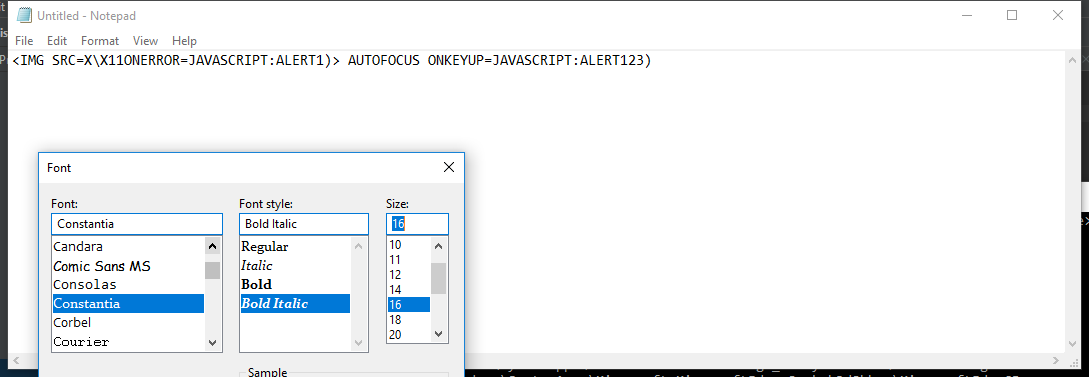 Untitled - Notepad
File Edit Format View Help
<IMG SRC=X\X11ONERROR=JAVASCRIPT:ALERT1)> AUTOFOCUS ONKEYUP=JAVASCRIPT:ALERT123)
Font
Font: Font style: Size:
Constantia Bold Italic 16
Candara Regular 10
Comic Sans MS Italic 11
Consolas Bold 12
Constantia Bold Italic 14
Corbel 16
Courier 18
20
Sample